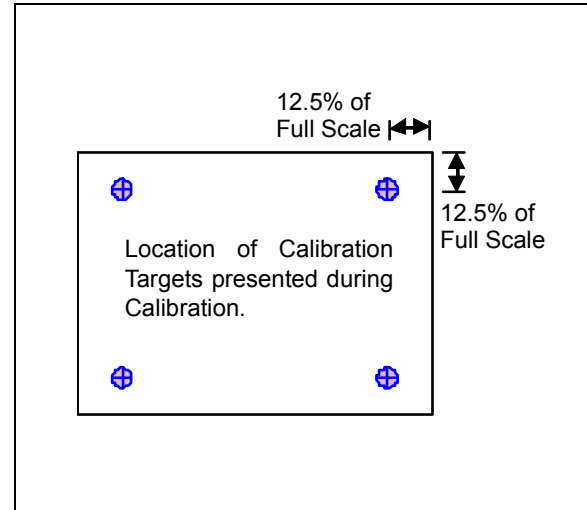 12.5% of
Full Scale
12.5% of
Full Scale
Location of Calibration
Targets presented during
Calibration.